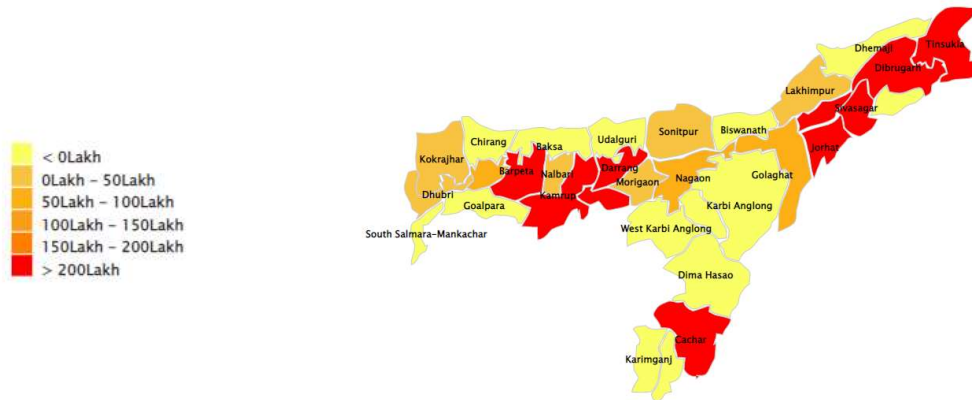 < 0Lakh
0Lakh - 50Lakh
50Lakh - 100Lakh
100Lakh - 150Lakh
150Lakh - 200Lakh
> 200Lakh
Tinsukia
Dhemaji
Dibrugarh
Lakhimpur
Sivasagar
Sonitpur
Biswanath
Udalguri
Chirang
Baksa
Jorhat
Kokrajhar
Barpeta
Darrang
Golaghat
Nalbari
Nagaon
Morigaon
Dhubri
Kamrup
Goalpara
Karbi Anglong
West Karbi Anglong
South Salmara-Mankachar
Dima Hasao
Cachar
Karimganj